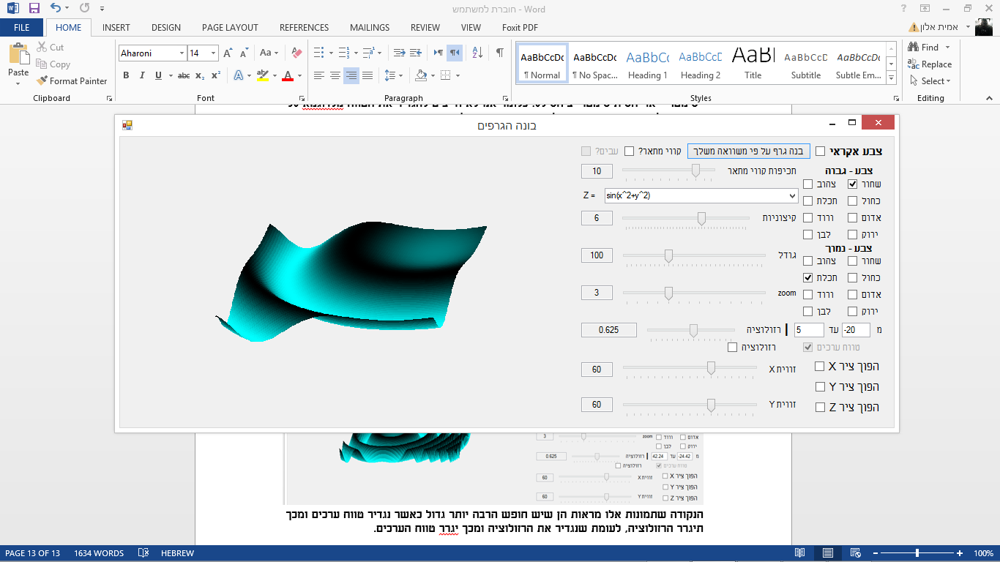 חוברת למשתמש - Word
FILE HOME INSERT DESIGN PAGE LAYOUT REFERENCES MAILINGS REVIEW VIEW Foxit PDF אמית אלון
Paste
Cut
Copy
Format Painter
Clipboard
Aharoni 14
Font
Paragraph
AaBbCcDc AaBbCcDc AaBbCc AaBbCcD AaBl AaBbCcD AaBbCcDc
¶ Normal ¶ No Spac... Heading 1 Heading 2 Title Subtitle Subtle Em...
Styles
Find
Replace
Select
Editing
בונה הגרפים
צבע אקראי
בנה גרף על פי משוואה משלך
קווי מתאר?
עבים?
תכיפות קווי מתאר 10
Z = sin(x^2+y^2)
קיצוניות 6
גודל 100
zoom 3
רזולוציה 0.625
רזולוציה
זווית X 60
זווית Y 60
צבע - גבוה
שחור צהוב
כחול תכלת
אדום ורוד
ירוק לבן
צבע - נמוך
שחור צהוב
כחול תכלת
אדום ורוד
ירוק לבן
מ -20 עד 5
טווח ערכים
הפוך ציר X
הפוך ציר Y
הפוך ציר Z
אדום ורוד zoom 3
ירוק לבן
מ -24.42 עד 42.24 רזולוציה 0.625
טווח ערכים רזולוציה
הפוך ציר X זווית X 60
הפוך ציר Y
הפוך ציר Z זווית Y 60
הנקודה שתמונות אלו מראות הן שיש חופש הרבה יותר גדול כאשר נגדיר טווח ערכים ומכך
תיגרר הרזולוציה, לעומת שנגדיר את הרזולוציה ומכך יגרר טווח הערכים.
PAGE 13 OF 13 1634 WORDS HEBREW 100%